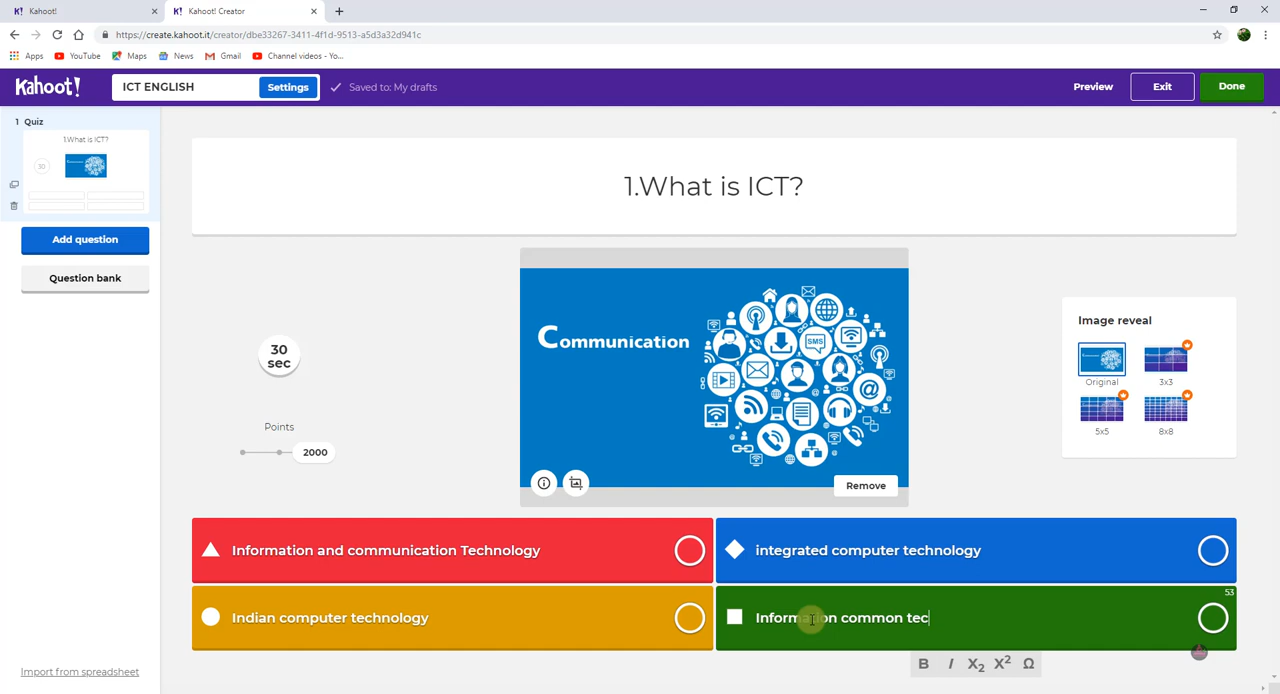 Kahoot!
Kahoot! Creator
https://create.kahoot.it/creator/dbe33267-3411-4f1d-9513-a5d3a32d941c
Apps
YouTube
Maps
News
Gmail
Channel videos - Yo...
Kahoot!
ICT ENGLISH
Settings
Saved to: My drafts
Preview
Exit
Done
1 Quiz
1.What is ICT?
30
Communication
Add question
Question bank
1.What is ICT?
30
sec
Points
2000
Communication
SMS
Remove
Image reveal
Original
3x3
5x5
8x8
Information and communication Technology
integrated computer technology
Indian computer technology
Information common tec
53
B I X2 X2 Ω
Import from spreadsheet